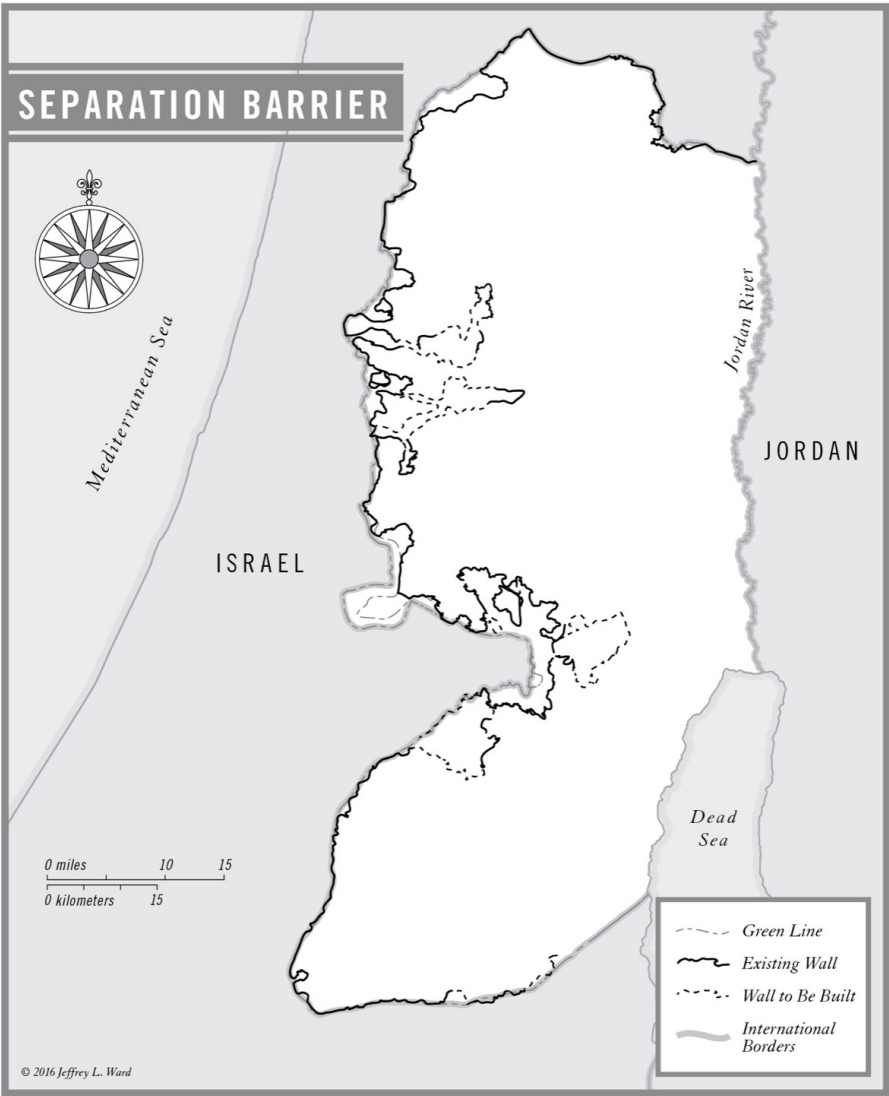 SEPARATION BARRIER
Mediterranean Sea
Jordan River
JORDAN
ISRAEL
Dead
Sea
0 miles 10 15
0 kilometers 15
Green Line
Existing Wall
Wall to Be Built
International
Borders
© 2016 Jeffrey L. Ward